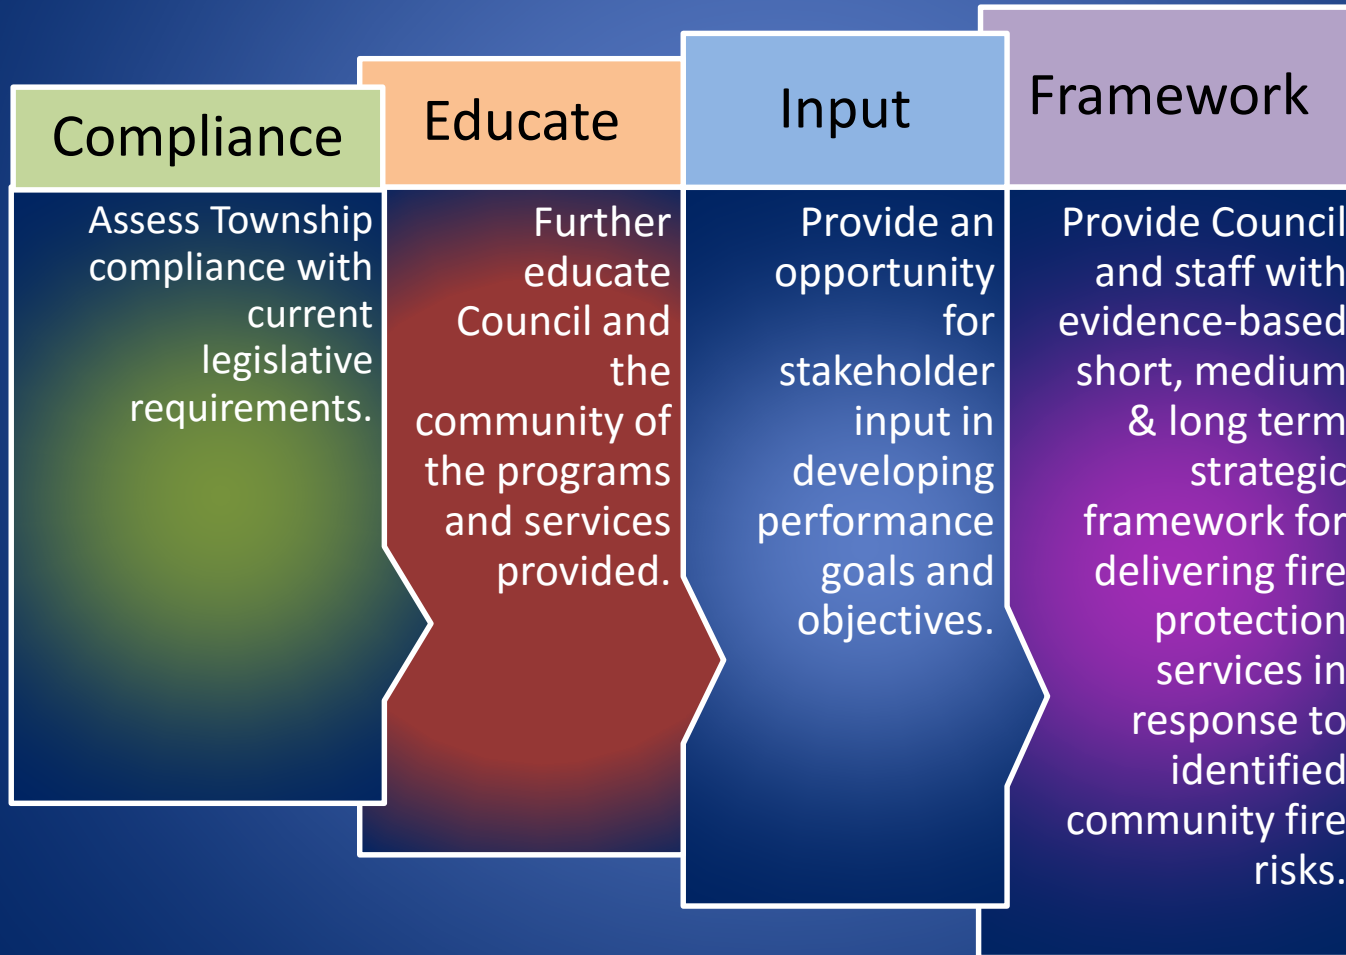 Compliance
Assess Township
compliance with
current
legislative
requirements.
Educate
Further
educate
Council and
the
community of
the programs
and services
provided.
Input
Provide an
opportunity
for
stakeholder
input in
developing
performance
goals and
objectives.
Framework
Provide Council
and staff with
evidence-based
short, medium
& long term
strategic
framework for
delivering fire
protection
services in
response to
identified
community fire
risks.